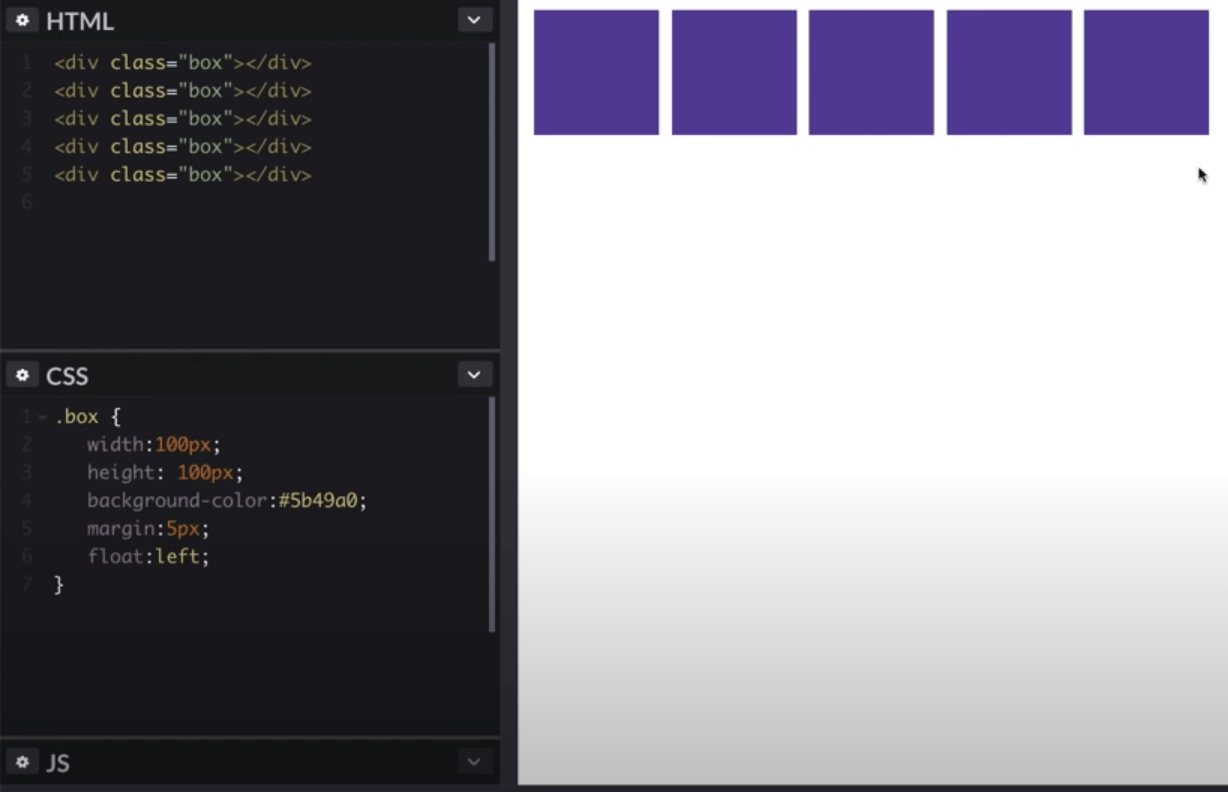 HTML
1 <div class="box"></div>
2 <div class="box"></div>
3 <div class="box"></div>
4 <div class="box"></div>
5 <div class="box"></div>
6
CSS
1 .box {
2 width:100px;
3 height: 100px;
4 background-color:#5b49a0;
5 margin:5px;
6 float:left;
7 }
JS